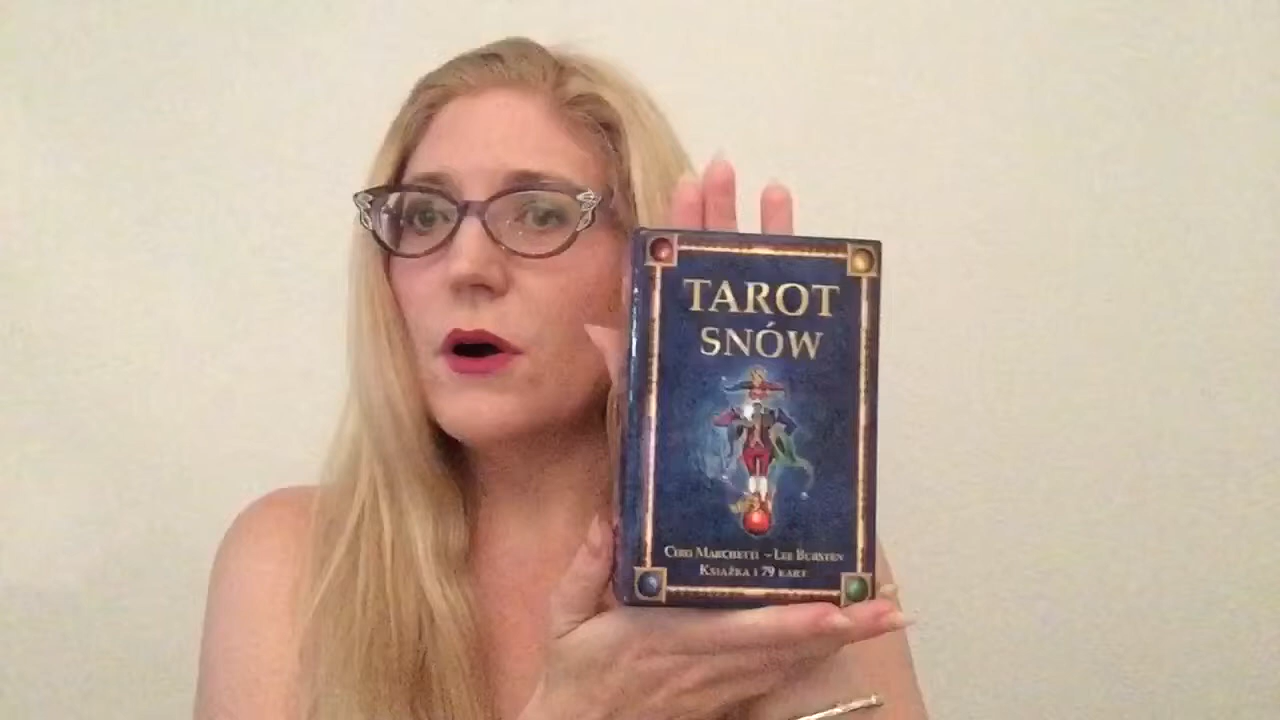 TAROT
SNÓW
CIRO MARCHETTI - LEE BURSTEN
KSIĄŻKA I 79 KART